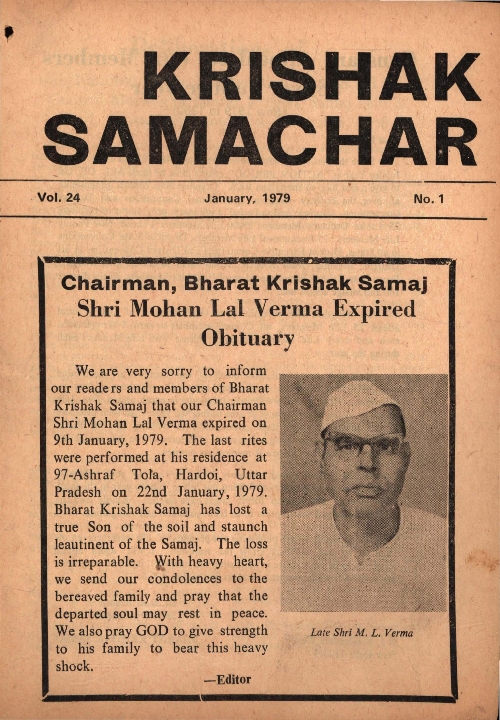 KRISHAK
SAMACHAR
Vol. 24 January, 1979 No. 1
Chairman, Bharat Krishak Samaj
Shri Mohan Lal Verma Expired
Obituary
We are very sorry to inform
our readers and members of Bharat
Krishak Samaj that our Chairman
Shri Mohan Lal Verma expired on
9th January, 1979. The last rites
were performed at his residence at
97-Ashraf Tola, Hardoi, Uttar
Pradesh on 22nd January, 1979.
Bharat Krishak Samaj has lost a
true Son of the soil and staunch
leautinent of the Samaj. The loss
is irreparable. With heavy heart,
we send our condolences to the
bereaved family and pray that the
departed soul may rest in peace.
We also pray GOD to give strength
to his family to bear this heavy
shock.
—Editor
Late Shri M. L. Verma